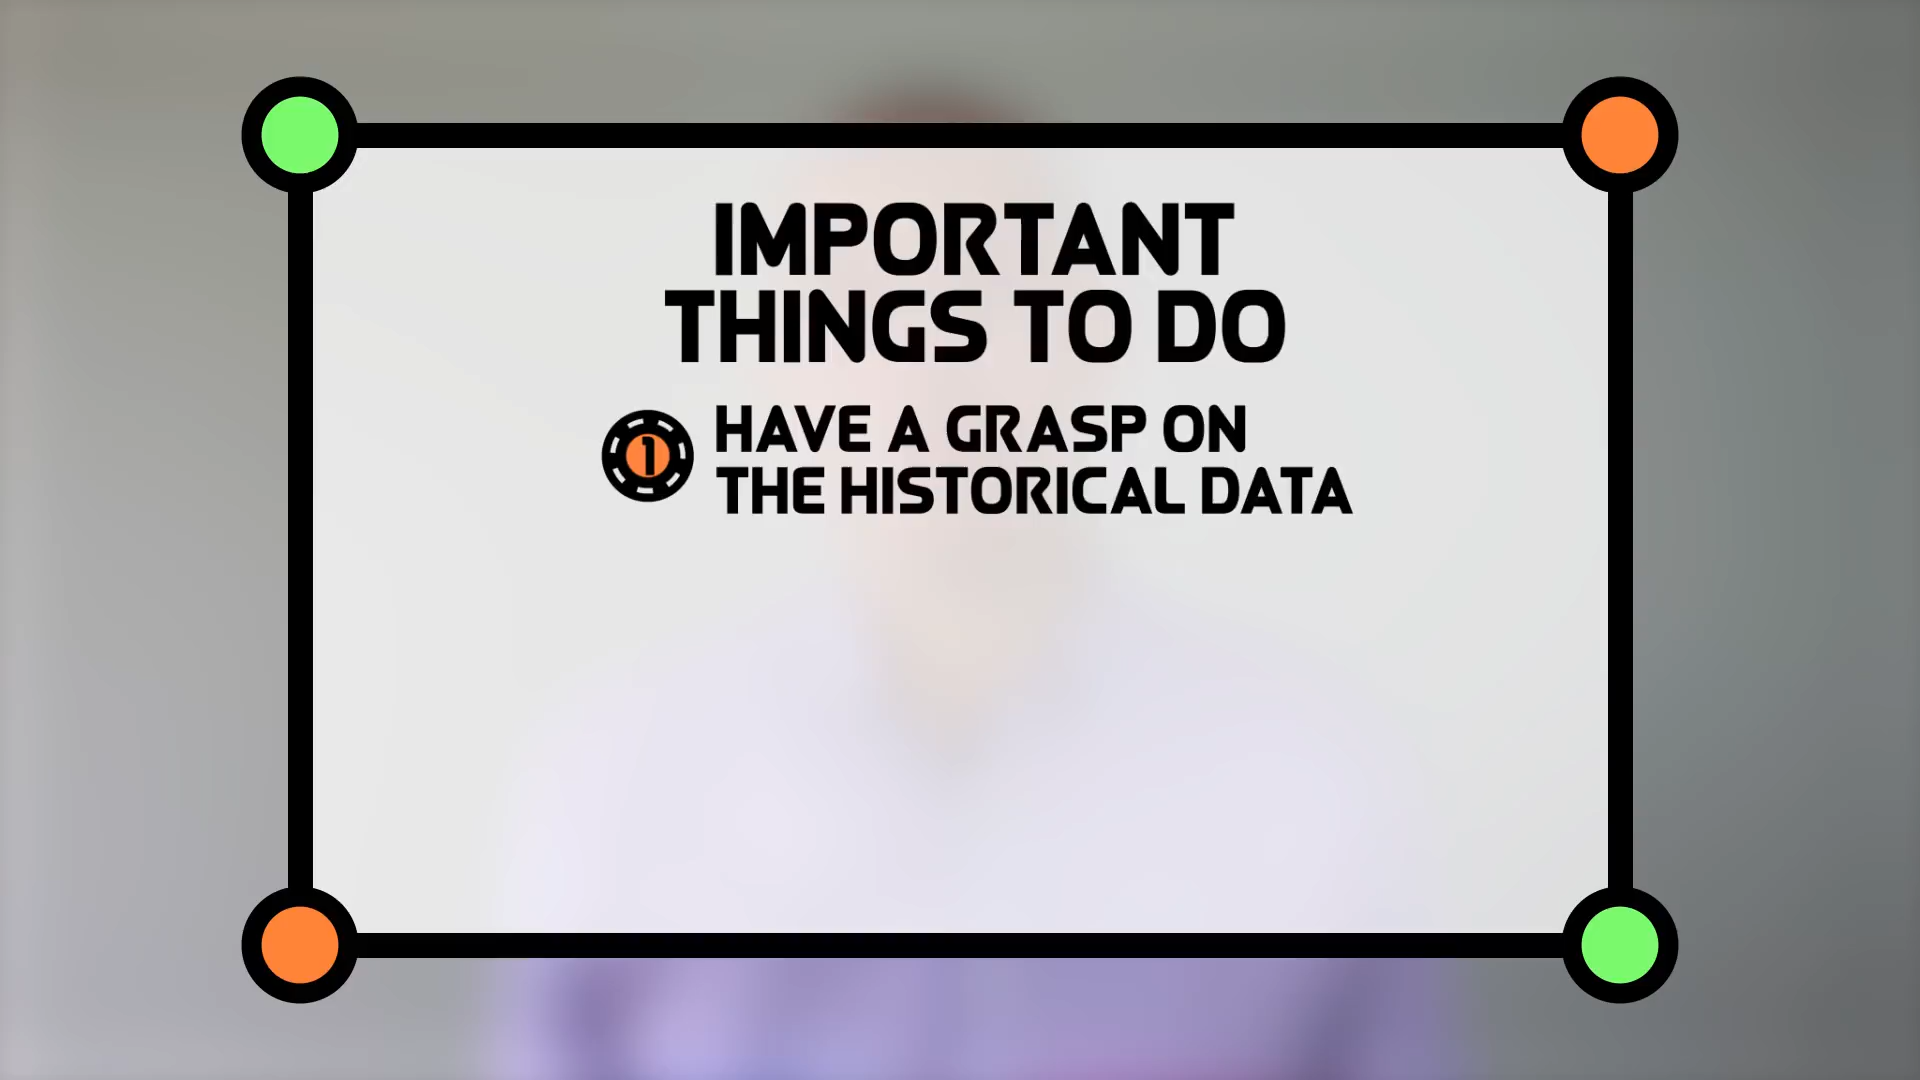 IMPORTANT
THINGS TO DO
1 HAVE A GRASP ON
THE HISTORICAL DATA